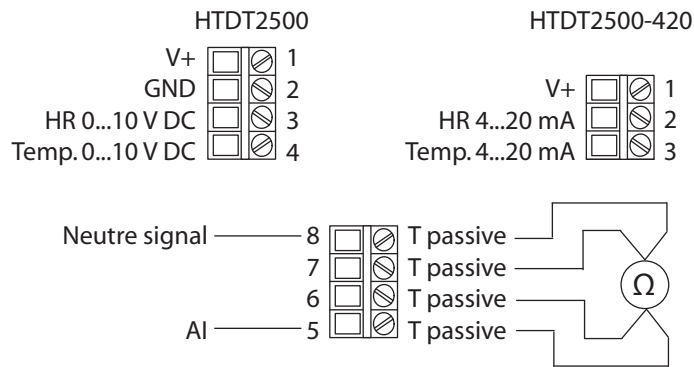 HTDT2500
V+ 1
GND 2
HR 0...10 V DC 3
Temp. 0...10 V DC 4
HTDT2500-420
V+ 1
HR 4...20 mA 2
Temp. 4...20 mA 3
Neutre signal 8 T passive
7 T passive
6 T passive
AI 5 T passive
Ω